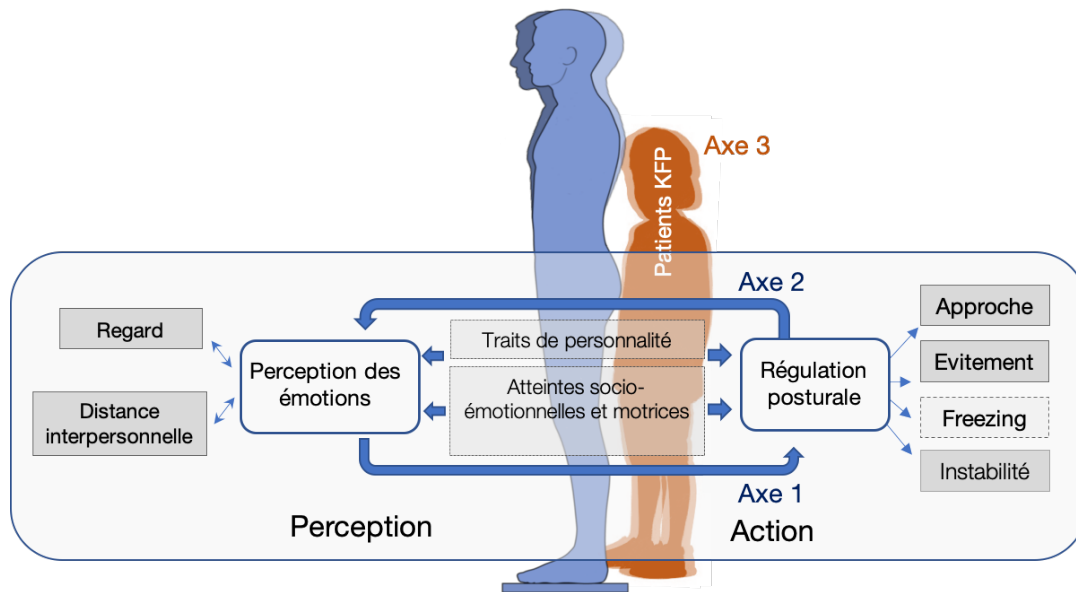 Axe 3
Patients KFP
Axe 2
Regard
Distance
interpersonnelle
Perception des
émotions
Traits de personnalité
Atteintes socio-
émotionnelles et motrices
Régulation
posturale
Approche
Evitement
Freezing
Instabilité
Axe 1
Perception
Action